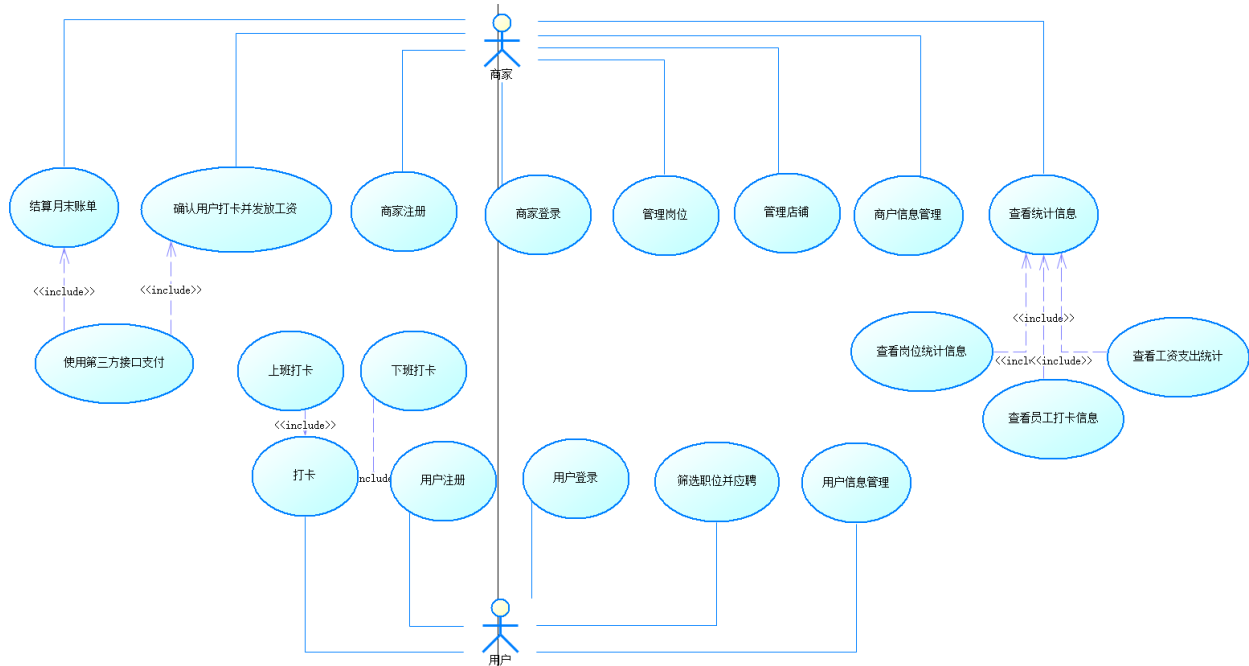 商家
结算月末账单
确认用户打卡并发放工资
商家注册
商家登录
管理岗位
管理店铺
商户信息管理
查看统计信息
<<include>>
<<include>>
<<include>>
使用第三方接口支付
上班打卡
下班打卡
查看岗位统计信息
<<incl
<<include>>
查看工资支出统计
查看员工打卡信息
<<include>>
打卡
nclude
用户注册
用户登录
筛选职位并应聘
用户信息管理
用户